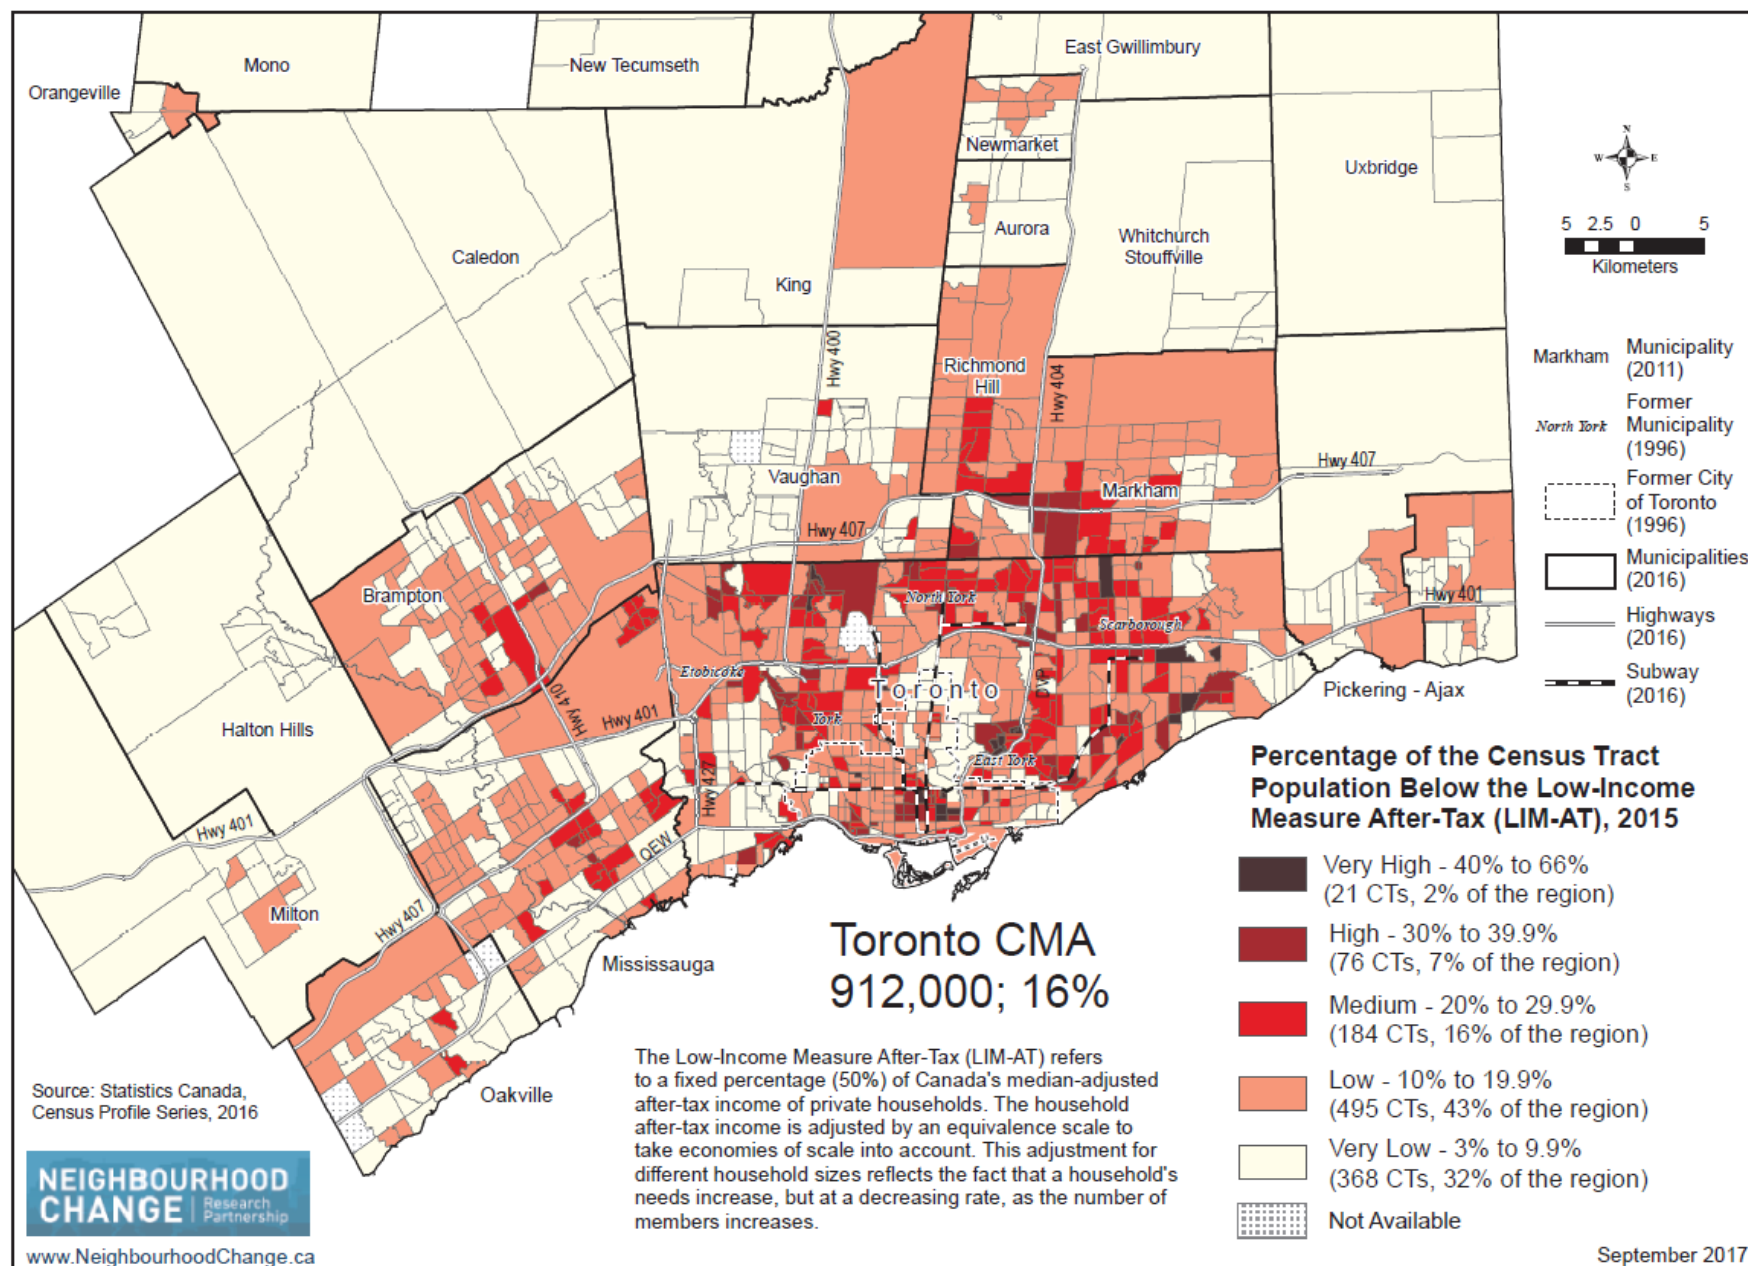 Orangeville
Mono
New Tecumseth
East Gwillimbury
Newmarket
Uxbridge
Aurora
Whitchurch
Stouffville
Caledon
King
Hwy 400
Richmond
Hill
Hwy 404
Vaughan
Markham
Hwy 407
Hwy 407
Brampton
North York
Scarborough
Hwy 401
Etobicoke
Toronto
DVP
Pickering - Ajax
Halton Hills
Hwy 410
Hwy 401
York
East York
Hwy 427
QEW
Hwy 401
Milton
Hwy 407
Mississauga
Oakville
N
W E
S
5 2.5 0 5
Kilometers
Markham
Municipality
(2011)
North York
Former
Municipality
(1996)
Former City
of Toronto
(1996)
Municipalities
(2016)
Highways
(2016)
Subway
(2016)
Percentage of the Census Tract
Population Below the Low-Income
Measure After-Tax (LIM-AT), 2015
Very High - 40% to 66%
(21 CTs, 2% of the region)
High - 30% to 39.9%
(76 CTs, 7% of the region)
Medium - 20% to 29.9%
(184 CTs, 16% of the region)
Low - 10% to 19.9%
(495 CTs, 43% of the region)
Very Low - 3% to 9.9%
(368 CTs, 32% of the region)
Not Available
Toronto CMA
912,000; 16%
The Low-Income Measure After-Tax (LIM-AT) refers
to a fixed percentage (50%) of Canada's median-adjusted
after-tax income of private households. The household
after-tax income is adjusted by an equivalence scale to
take economies of scale into account. This adjustment for
different household sizes reflects the fact that a household's
needs increase, but at a decreasing rate, as the number of
members increases.
Source: Statistics Canada,
Census Profile Series, 2016
NEIGHBOURHOOD
CHANGE
Research
Partnership
www.NeighbourhoodChange.ca
September 2017